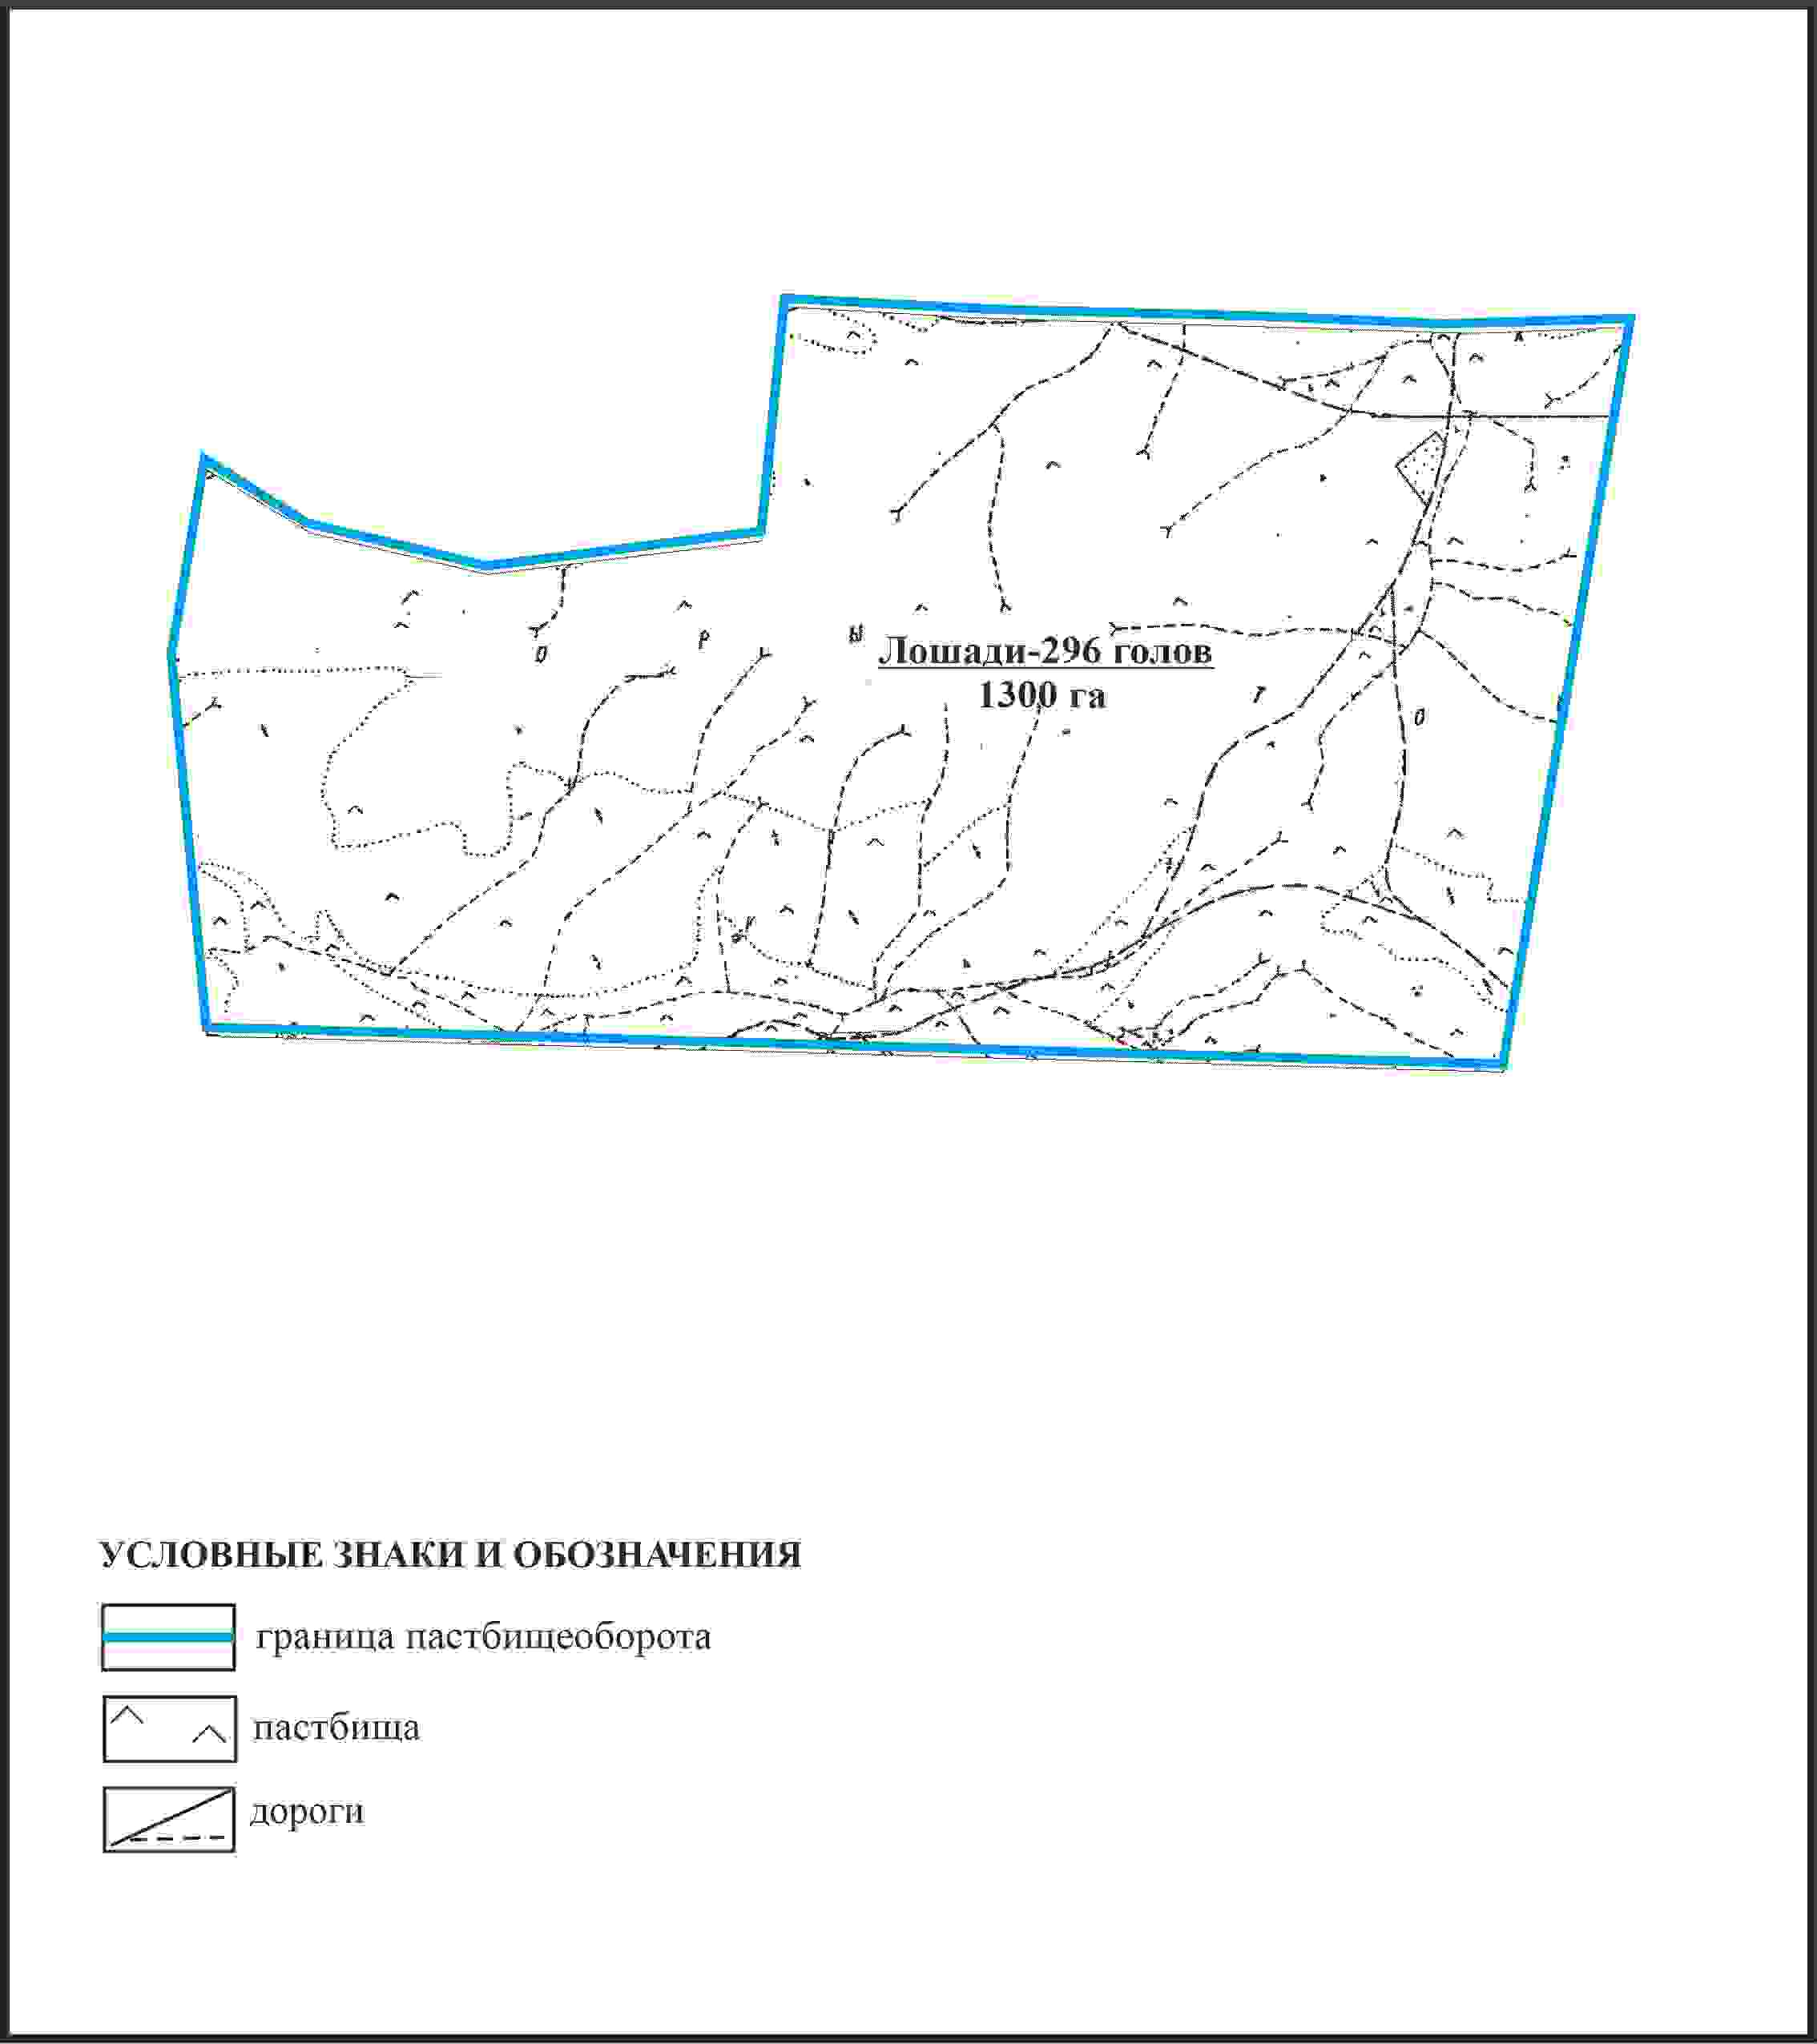 О Р Ы Т О
Лошади-296 голов
1300 га
УСЛОВНЫЕ ЗНАКИ И ОБОЗНАЧЕНИЯ
граница пастбищеоборота
пастбища
дороги